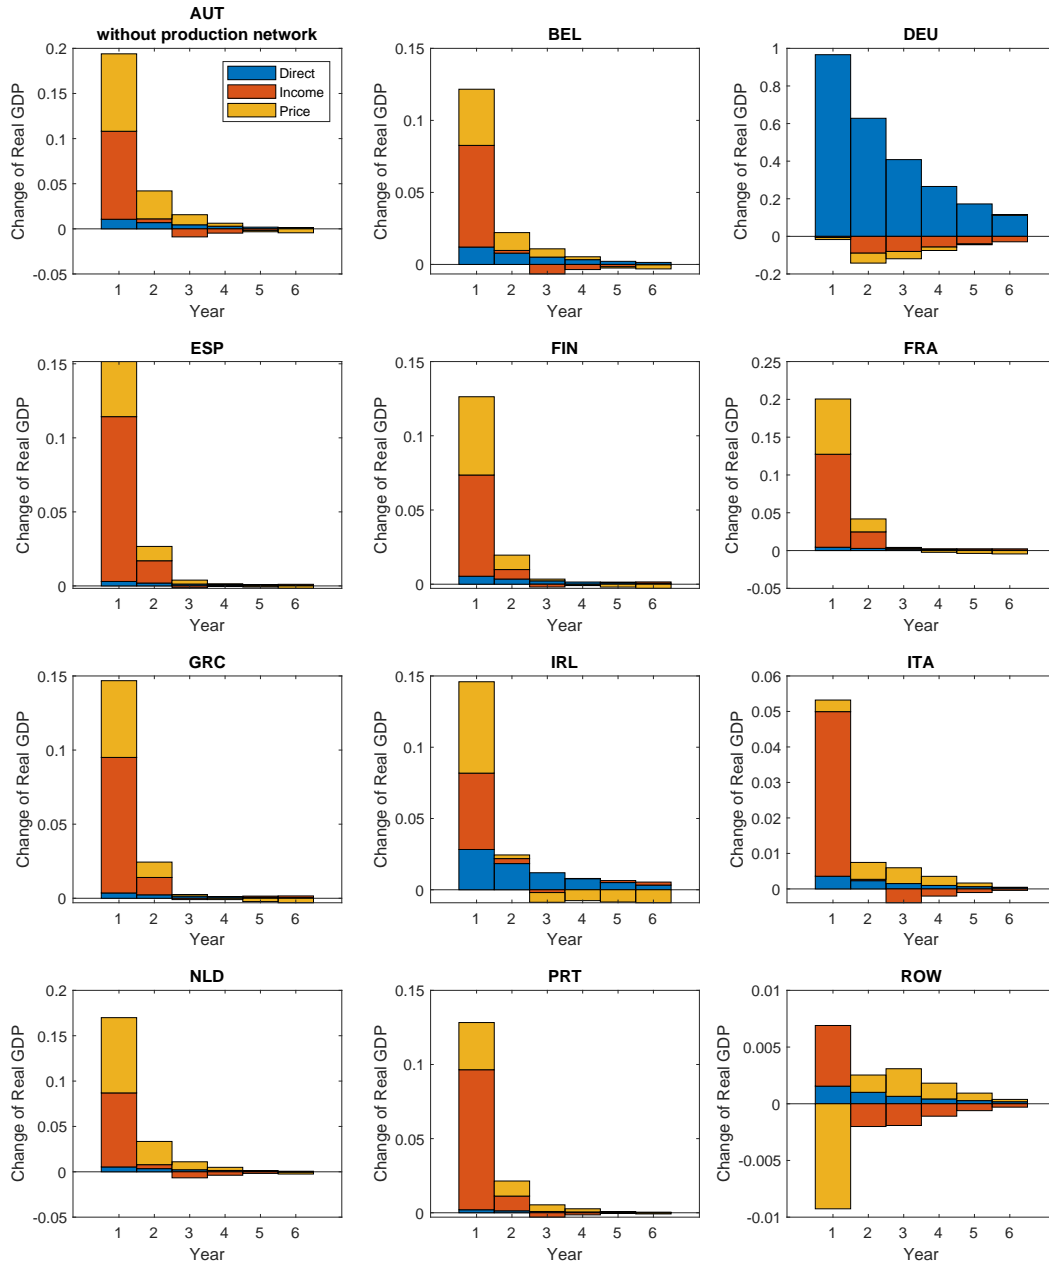 AUT
without production network
0.2
0.15
0.1
0.05
0
-0.05
Change of Real GDP
Direct
Income
Price
1 2 3 4 5 6
Year
BEL
0.15
0.1
0.05
0
Change of Real GDP
1 2 3 4 5 6
Year
DEU
1
0.8
0.6
0.4
0.2
0
-0.2
Change of Real GDP
1 2 3 4 5 6
Year
ESP
0.15
0.1
0.05
0
Change of Real GDP
1 2 3 4 5 6
Year
FIN
0.15
0.1
0.05
0
Change of Real GDP
1 2 3 4 5 6
Year
FRA
0.25
0.2
0.15
0.1
0.05
0
-0.05
Change of Real GDP
1 2 3 4 5 6
Year
GRC
0.15
0.1
0.05
0
Change of Real GDP
1 2 3 4 5 6
Year
IRL
0.15
0.1
0.05
0
Change of Real GDP
1 2 3 4 5 6
Year
ITA
0.06
0.05
0.04
0.03
0.02
0.01
0
Change of Real GDP
1 2 3 4 5 6
Year
NLD
0.2
0.15
0.1
0.05
0
-0.05
Change of Real GDP
1 2 3 4 5 6
Year
PRT
0.15
0.1
0.05
0
Change of Real GDP
1 2 3 4 5 6
Year
ROW
0.01
0.005
0
-0.005
-0.01
Change of Real GDP
1 2 3 4 5 6
Year